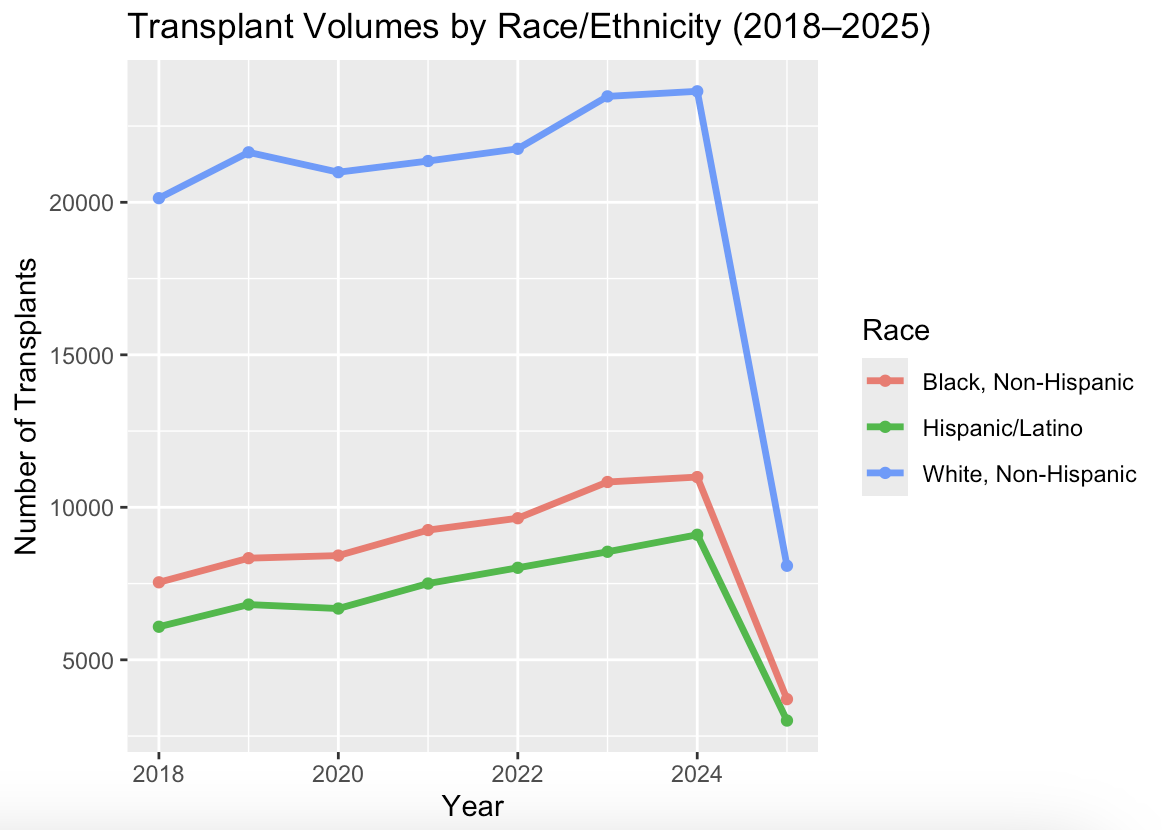 Transplant Volumes by Race/Ethnicity (2018–2025)
Number of Transplants
20000
15000
10000
5000
2018
2020
2022
2024
Year
Race
Black, Non-Hispanic
Hispanic/Latino
White, Non-Hispanic